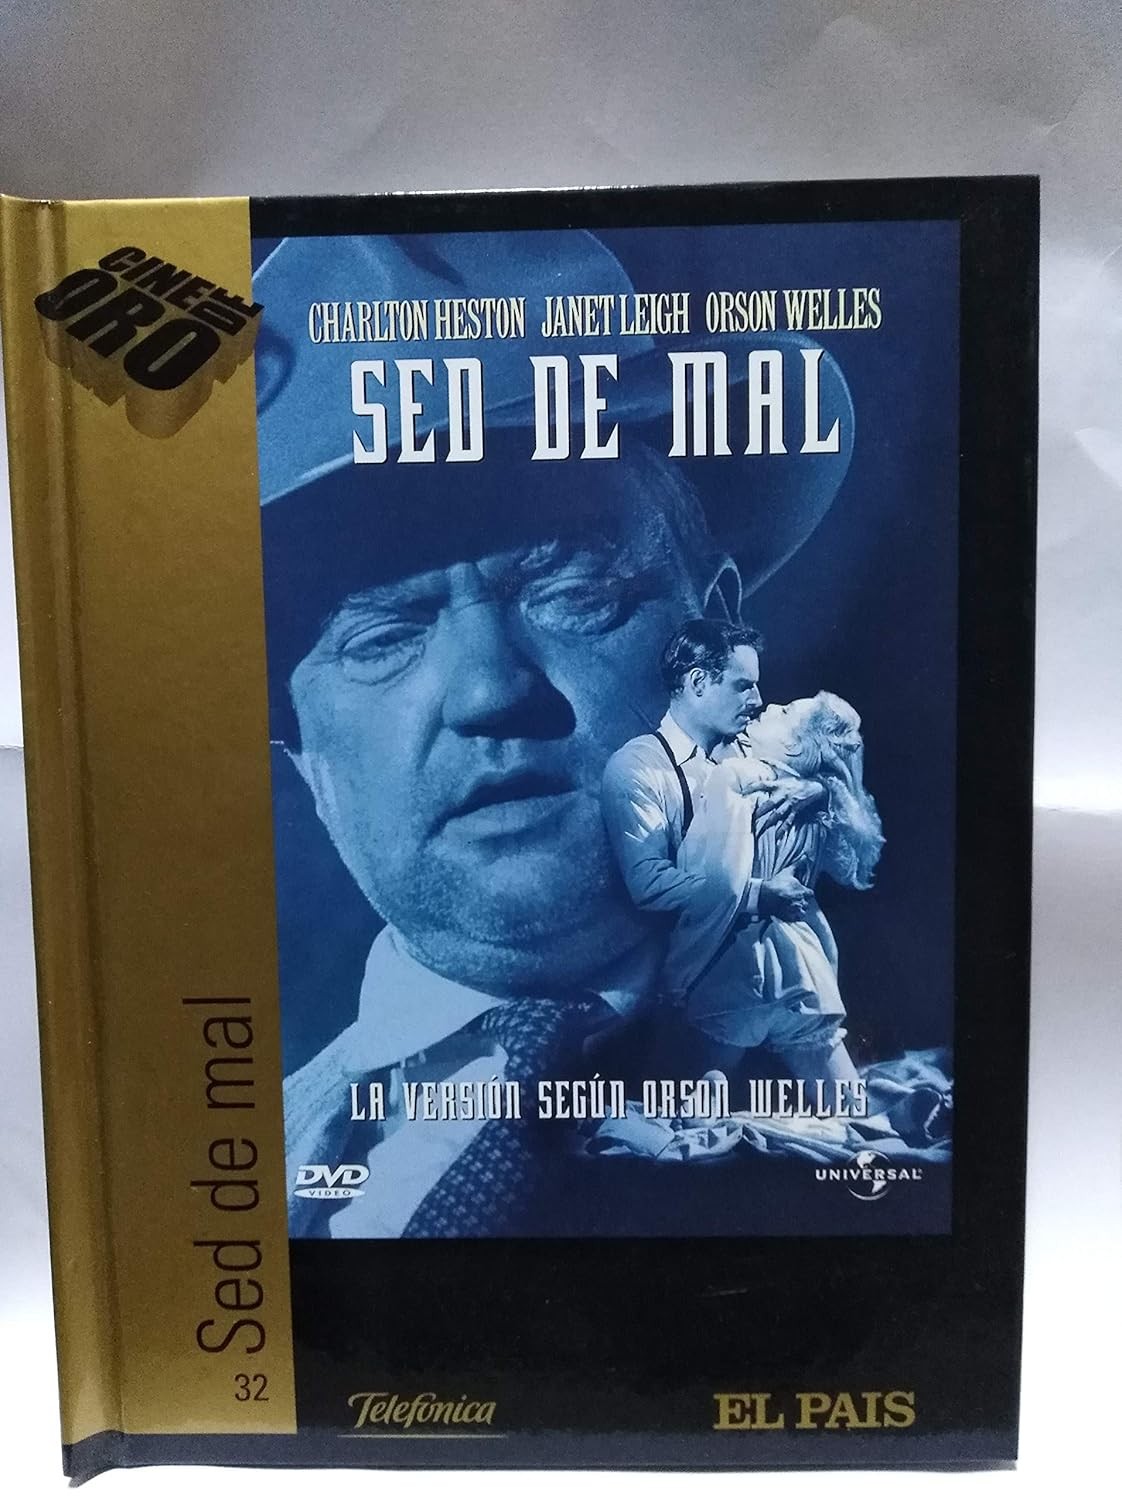 CINE DE
ORO
CHARLTON HESTON JANET LEIGH ORSON WELLES
SED DE MAL
LA VERSIÓN SEGÚN ORSON WELLES
DVD
VIDEO
UNIVERSAL
32 Sed de mal
Telefónica
EL PAIS